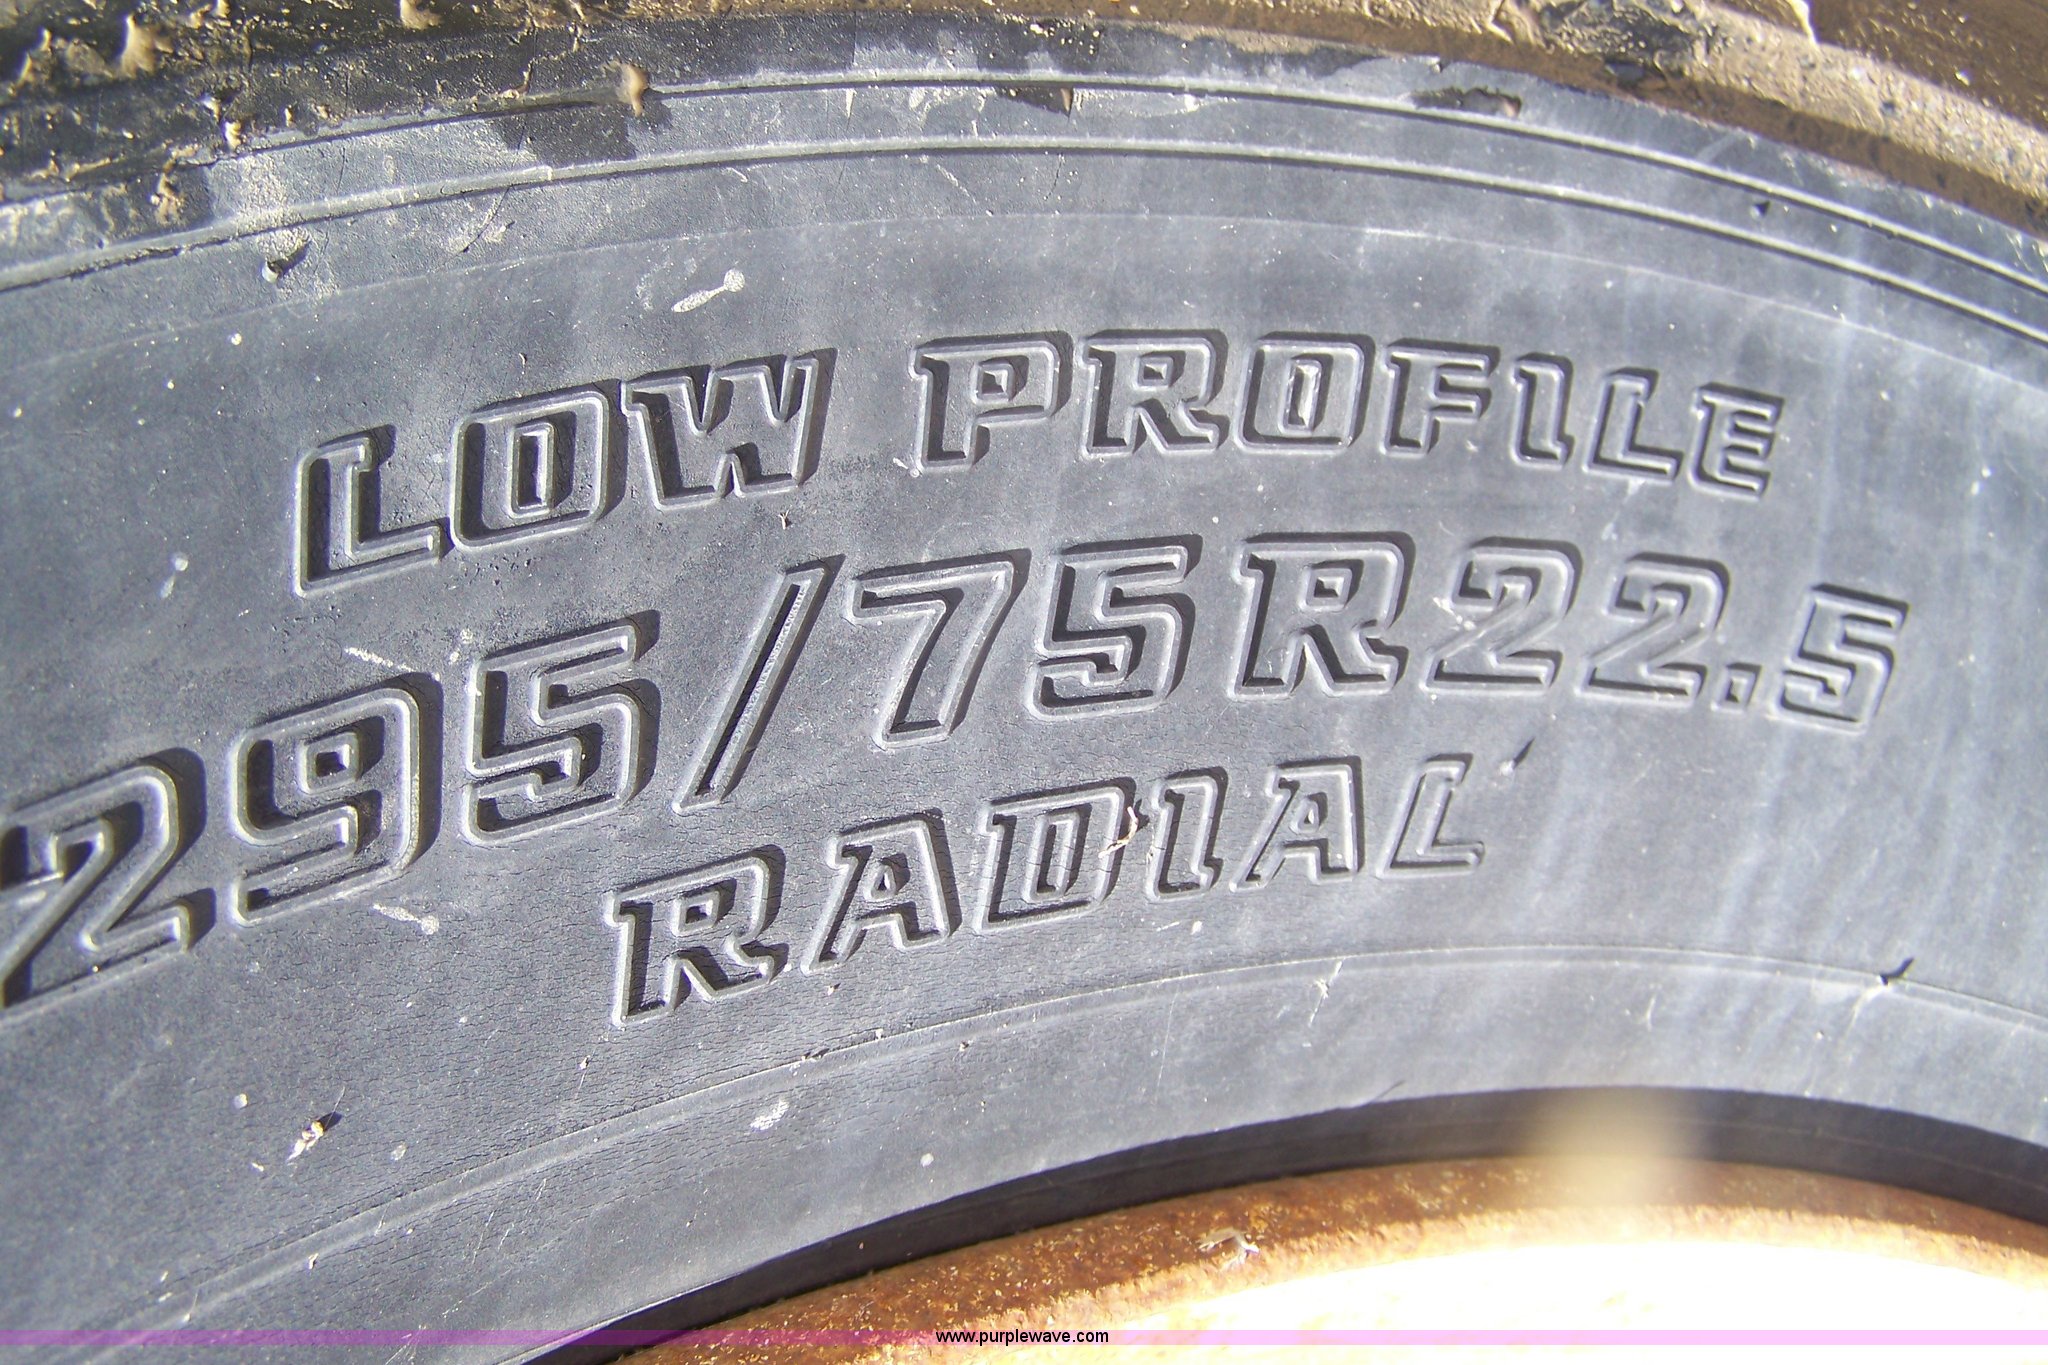 LOW PROFILE
295/75R22.5
RADIAL
www.purplewave.com